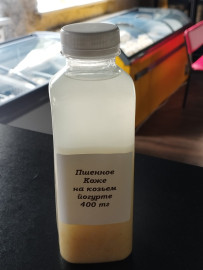 Пшенное
Каже
на козьем
йогурте
400 тг